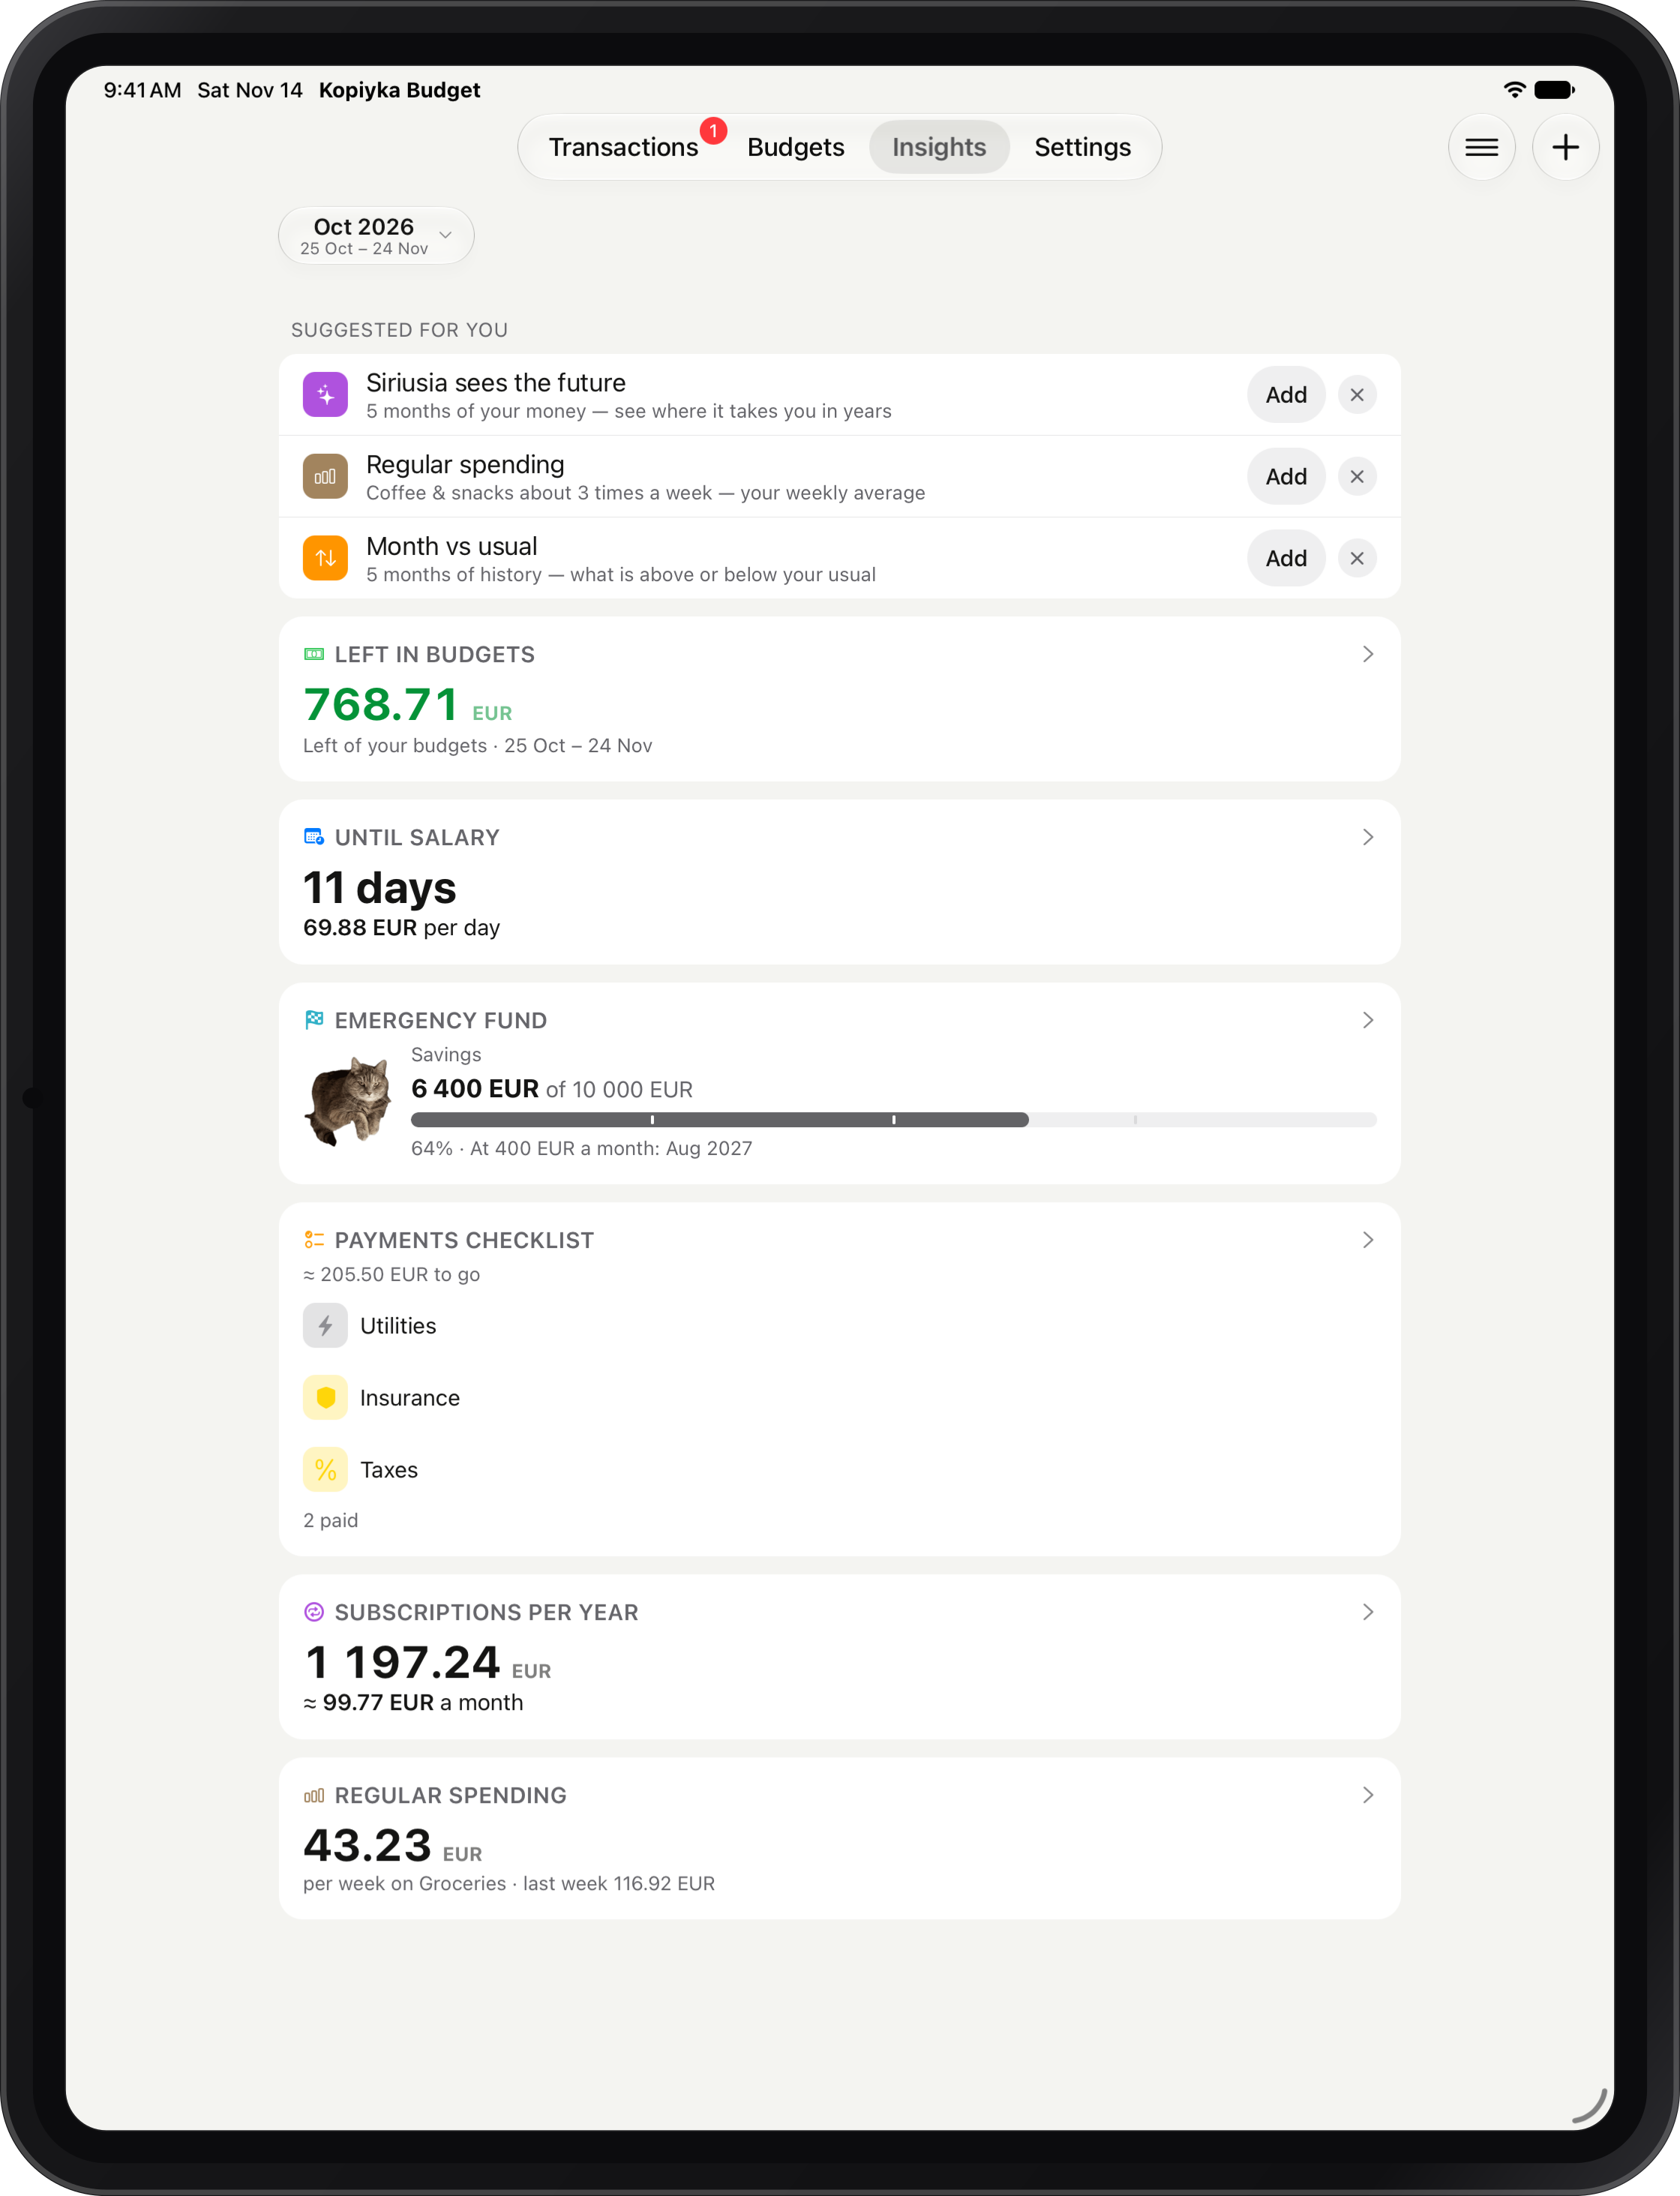 9:41 AM Sat Nov 14 Kopiyka Budget
Transactions 1 Budgets Insights Settings
Oct 2026
25 Oct – 24 Nov
SUGGESTED FOR YOU
Siriusia sees the future
5 months of your money — see where it takes you in years
Add
Regular spending
Coffee & snacks about 3 times a week — your weekly average
Add
Month vs usual
5 months of history — what is above or below your usual
Add
LEFT IN BUDGETS
768.71 EUR
Left of your budgets · 25 Oct – 24 Nov
UNTIL SALARY
11 days
69.88 EUR per day
EMERGENCY FUND
Savings
6 400 EUR of 10 000 EUR
64% · At 400 EUR a month: Aug 2027
PAYMENTS CHECKLIST
≈ 205.50 EUR to go
Utilities
Insurance
% Taxes
2 paid
SUBSCRIPTIONS PER YEAR
1 197.24 EUR
≈ 99.77 EUR a month
REGULAR SPENDING
43.23 EUR
per week on Groceries · last week 116.92 EUR